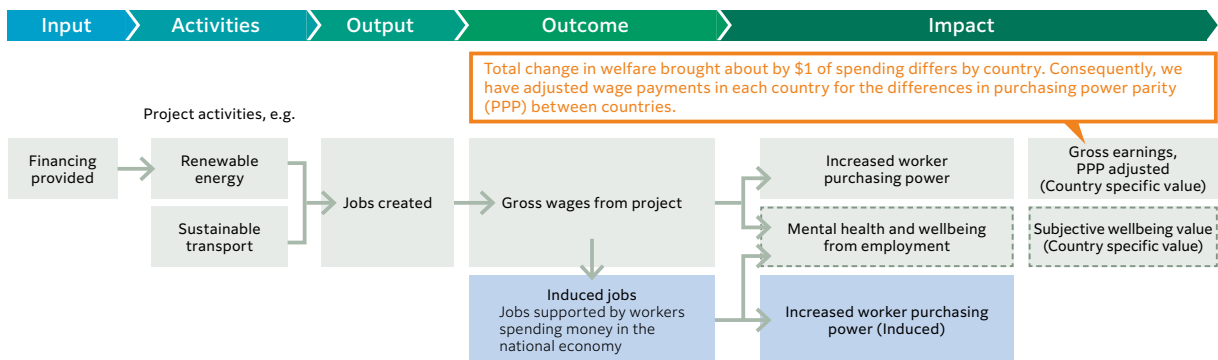 Input
Activities
Output
Outcome
Impact
Total change in welfare brought about by $1 of spending differs by country. Consequently, we
have adjusted wage payments in each country for the differences in purchasing power parity
(PPP) between countries.
Project activities, e.g.
Financing
provided
Renewable
energy
Sustainable
transport
Jobs created
Gross wages from project
Induced jobs
Jobs supported by workers
spending money in the
national economy
Increased worker
purchasing power
Mental health and wellbeing
from employment
Increased worker purchasing
power (Induced)
Gross earnings,
PPP adjusted
(Country specific value)
Subjective wellbeing value
(Country specific value)